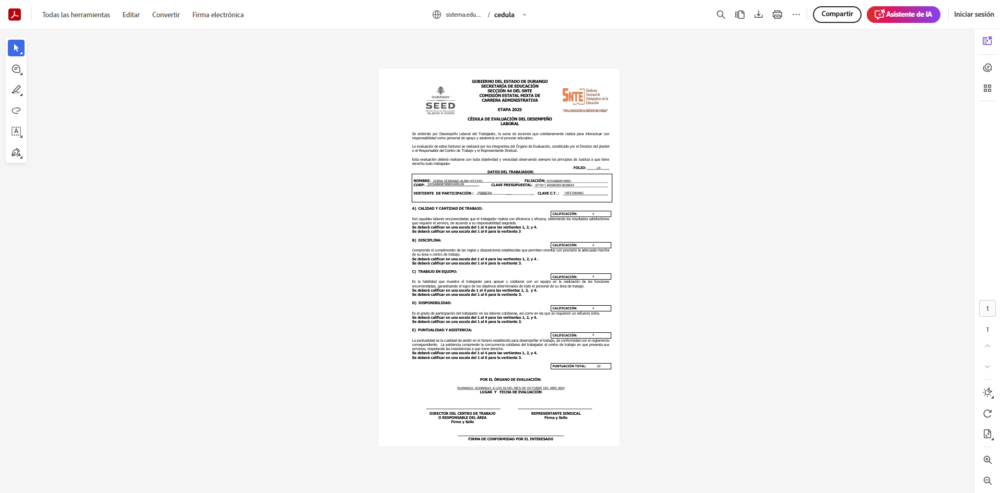 Todas las herramientas Editar Convertir Firma electrónica sistema.edu... / cedula Compartir Asistente de IA Iniciar sesión
GOBIERNO DEL ESTADO DE DURANGO
SECRETARÍA DE EDUCACIÓN
SECCIÓN 44 DEL SNTE
COMISIÓN ESTATAL MIXTA DE
CARRERA ADMINISTRATIVA
DURANGO
SEED
SECRETARÍA DE EDUCACIÓN
DEL ESTADO DE DURANGO
SNTE Sindicato
Nacional de
Trabajadores de la
Educación
"POR LA EDUCACIÓN AL SERVICIO DEL PUEBLO"
ETAPA 2025
CÉDULA DE EVALUACIÓN DEL DESEMPEÑO
LABORAL
Se entiende por Desempeño Laboral del Trabajador, la suma de acciones que cotidianamente realiza para interactuar con
responsabilidad como personal de apoyo y asistencia en el proceso educativo.
La evaluación de estos factores se realizará por los integrantes del Órgano de Evaluación, constituido por el Director del plantel
o el Responsable del Centro de Trabajo y el Representante Sindical.
Esta evaluación deberá realizarse con toda objetividad y veracidad observando siempre los principios de Justicia a que tiene
derecho todo trabajador.
FOLIO: 24
DATOS DEL TRABAJADOR:
NOMBRE: SORIA SERRANO ALMA HITCHEL FILIACIÓN: SOSA860816692
CURP: SOSA860816MDGRRL09 CLAVE PRESUPUESTAL: 071011 A0380300.0028654
VERTIENTE DE PARTICIPACIÓN : PRIMERA CLAVE C.T. : 10EES0006Q
A) CALIDAD Y CANTIDAD DE TRABAJO:
CALIFICACIÓN: 4
Son aquellas labores encomendadas que el trabajador realiza con eficiencia y eficacia, obteniendo los resultados satisfactorios
que requiere el servicio, de acuerdo a su responsabilidad asignada.
Se deberá calificar en una escala del 1 al 4 para las vertientes 1, 2, y 4.
Se deberá calificar en una escala del 1 al 6 para la vertiente 3
B) DISCIPLINA:
CALIFICACIÓN: 4
Comprende el cumplimiento de las reglas y disposiciones establecidas que permiten orientar con precisión la adecuada marcha
de su área o centro de trabajo.
Se deberá calificar en una escala del 1 al 4 para las vertientes 1, 2, y 4 .
Se deberá calificar en una escala del 1 al 6 para la vertiente 3.
C) TRABAJO EN EQUIPO:
CALIFICACIÓN: 4
Es la habilidad que muestra el trabajador para apoyar y colaborar con un equipo en la realización de las funciones
encomendadas, garantizando el logro de los objetivos determinados de todo el personal de su área de trabajo.
Se deberá calificar en una escala de 1 al 4 para las vertientes 1, 2, y 4.
Se deberá calificar en una escala del 1 al 6 para la vertiente 3.
D) DISPONIBILIDAD:
CALIFICACIÓN: 4
Es el grado de participación del trabajador en las labores cotidianas, así como en las que se requieren un esfuerzo extra.
Se deberá calificar en una escala del 1 al 4 para las vertientes 1, 2, y 4.
Se deberá calificar en una escala del 1 al 6 para la vertiente 3.
E) PUNTUALIDAD Y ASISTENCIA:
CALIFICACIÓN: 4
La puntualidad es la cualidad de asistir en el horario establecido para desempeñar el trabajo, de conformidad con el reglamento
correspondiente. La asistencia comprende la concurrencia cotidiana del trabajador al centro de trabajo en que presenta sus
servicios, respetando las inasistencias a que tiene derecho.
Se deberá calificar en una escala del 1 al 4 para las vertientes 1, 2, y 4.
Se deberá calificar en una escala del 1 al 6 para la vertiente 3.
PUNTUACIÓN TOTAL: 20
POR EL ÓRGANO DE EVALUACIÓN:
DURANGO, DURANGO; A LOS 30 DEL MES DE OCTUBRE DEL AÑO 2025
LUGAR Y FECHA DE EVALUACIÓN
DIRECTOR DEL CENTRO DE TRABAJO REPRESENTANTE SINDICAL
O RESPONSABLE DEL ÁREA Firma y Sello
Firma y Sello
FIRMA DE CONFORMIDAD POR EL INTERESADO
1
1